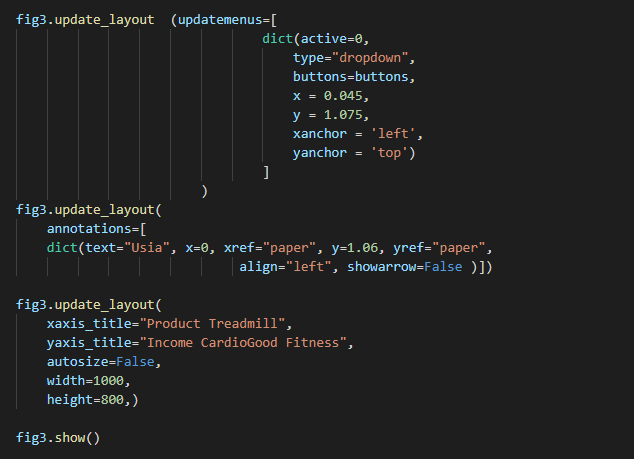 fig3.update_layout  (updatemenus=[
dict(active=0,
type="dropdown",
buttons=buttons,
x = 0.045,
y = 1.075,
xanchor = 'left',
yanchor = 'top')
]
)
fig3.update_layout(
annotations=[
dict(text="Usia", x=0, xref="paper", y=1.06, yref="paper",
align="left", showarrow=False )])
fig3.update_layout(
xaxis_title="Product Treadmill",
yaxis_title="Income CardioGood Fitness",
autosize=False,
width=1000,
height=800,)
fig3.show()